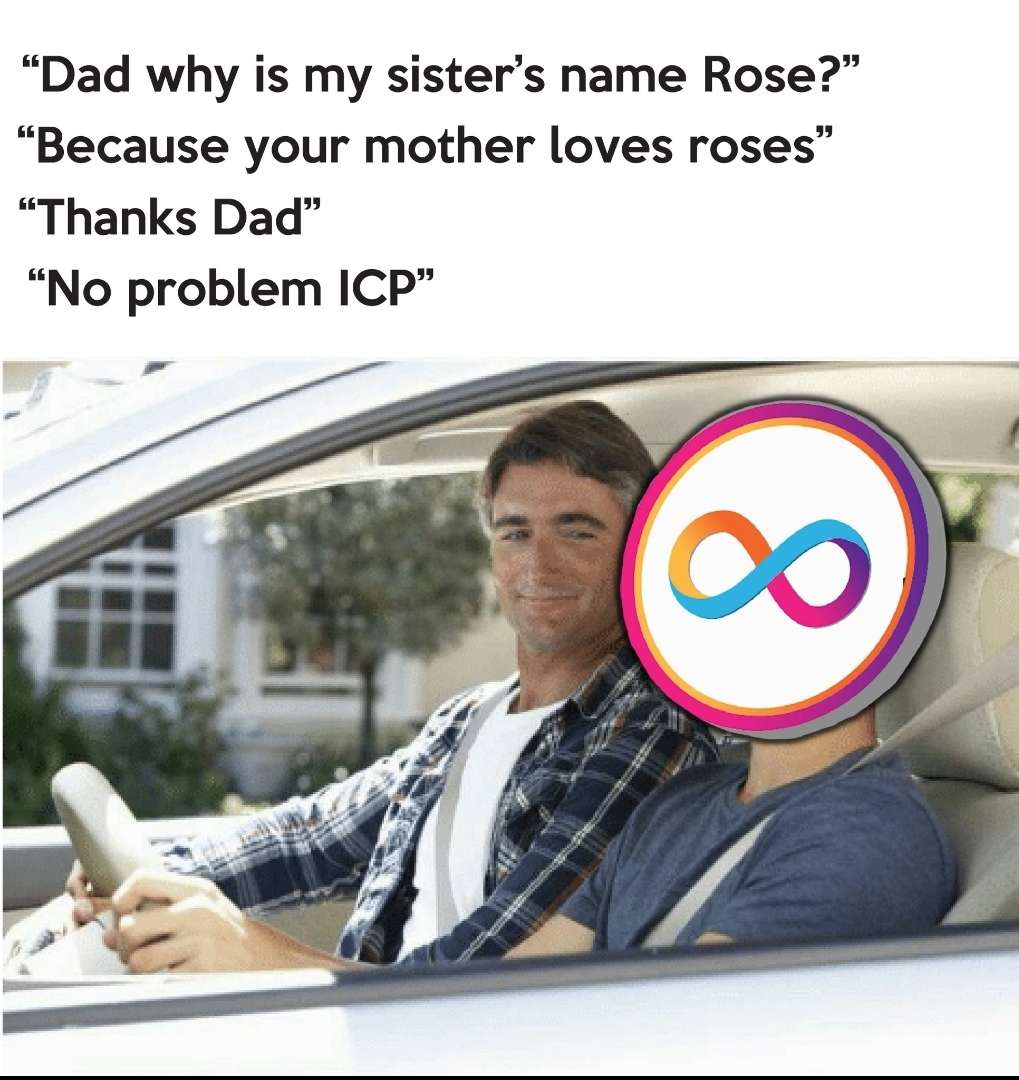 “Dad why is my sister’s name Rose?”
“Because your mother loves roses”
“Thanks Dad”
“No problem ICP”